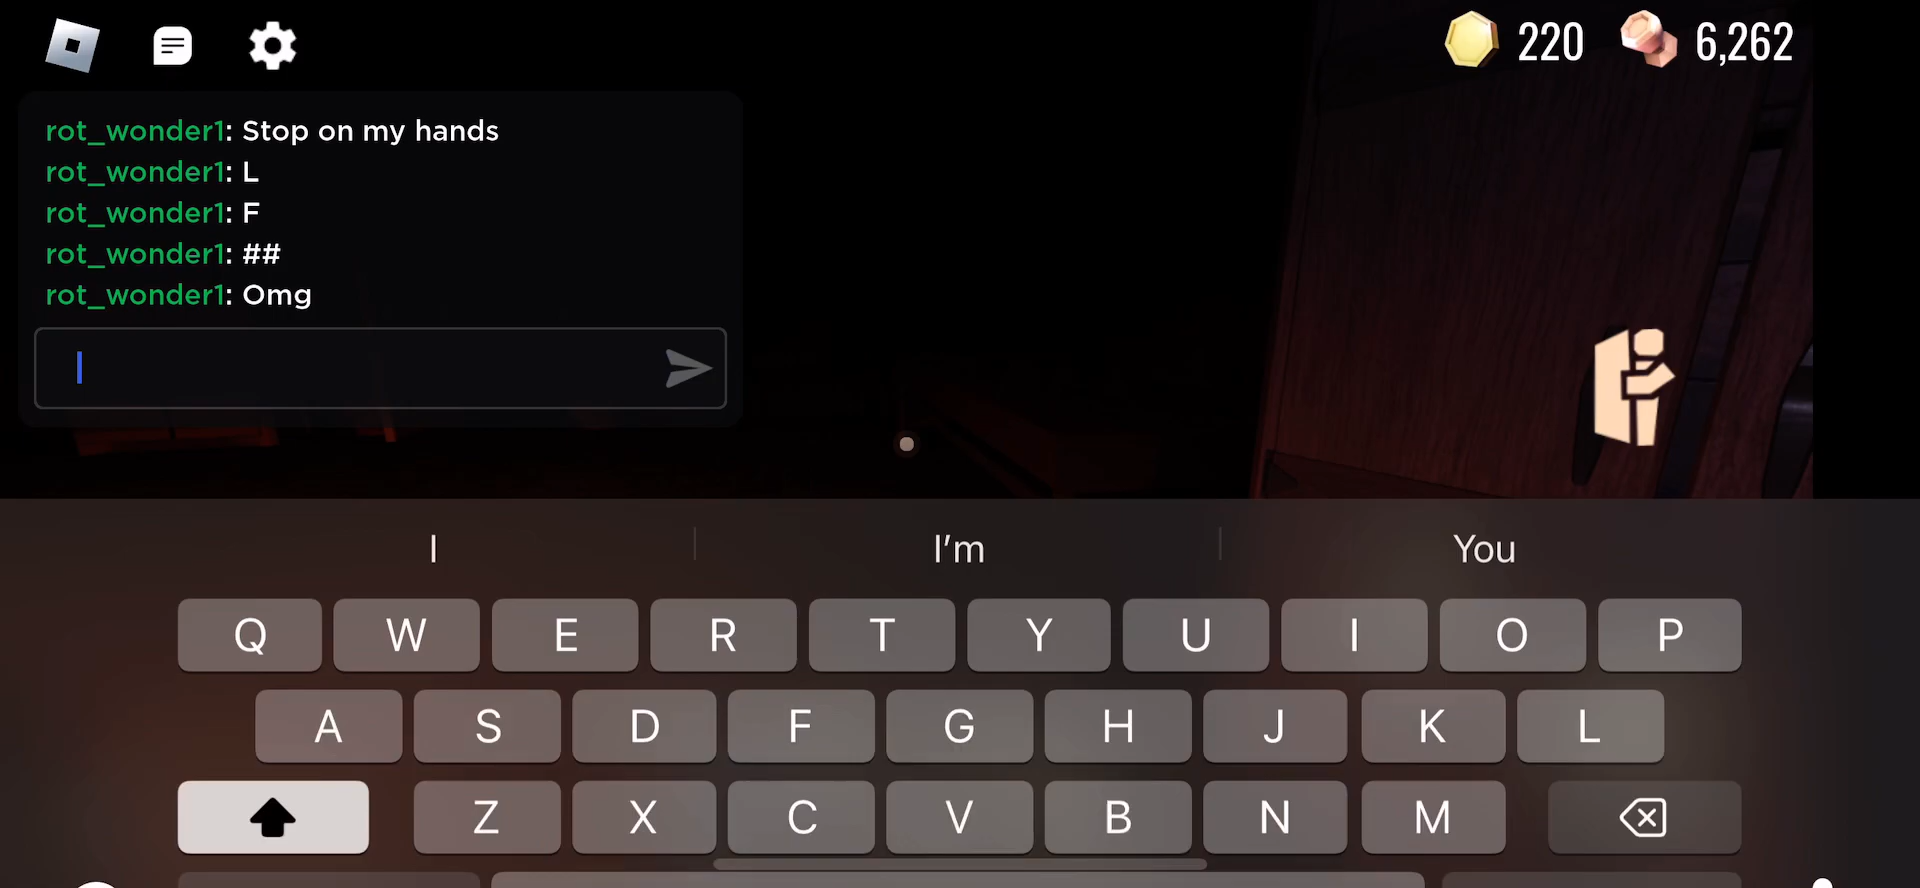 220 6,262
rot_wonder1: Stop on my hands
rot_wonder1: L
rot_wonder1: F
rot_wonder1: ##
rot_wonder1: Omg
I I'm You
Q W E R T Y U I O P
A S D F G H J K L
Z X C V B N M